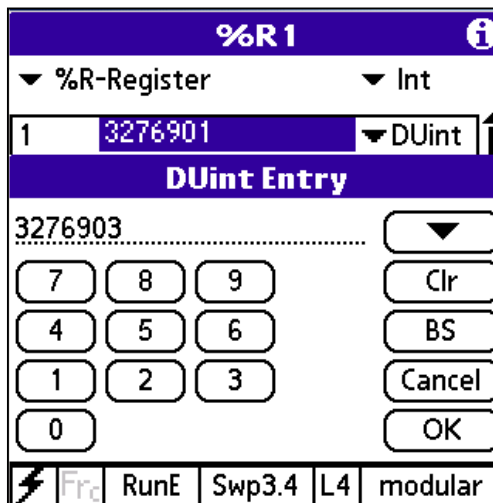 %R1 i
%R-Register Int
1 3276901 DUint
DUint Entry
3276903
7 8 9 Clr
4 5 6 BS
1 2 3 Cancel
0 OK
Frc RunE Swp3.4 L4 modular